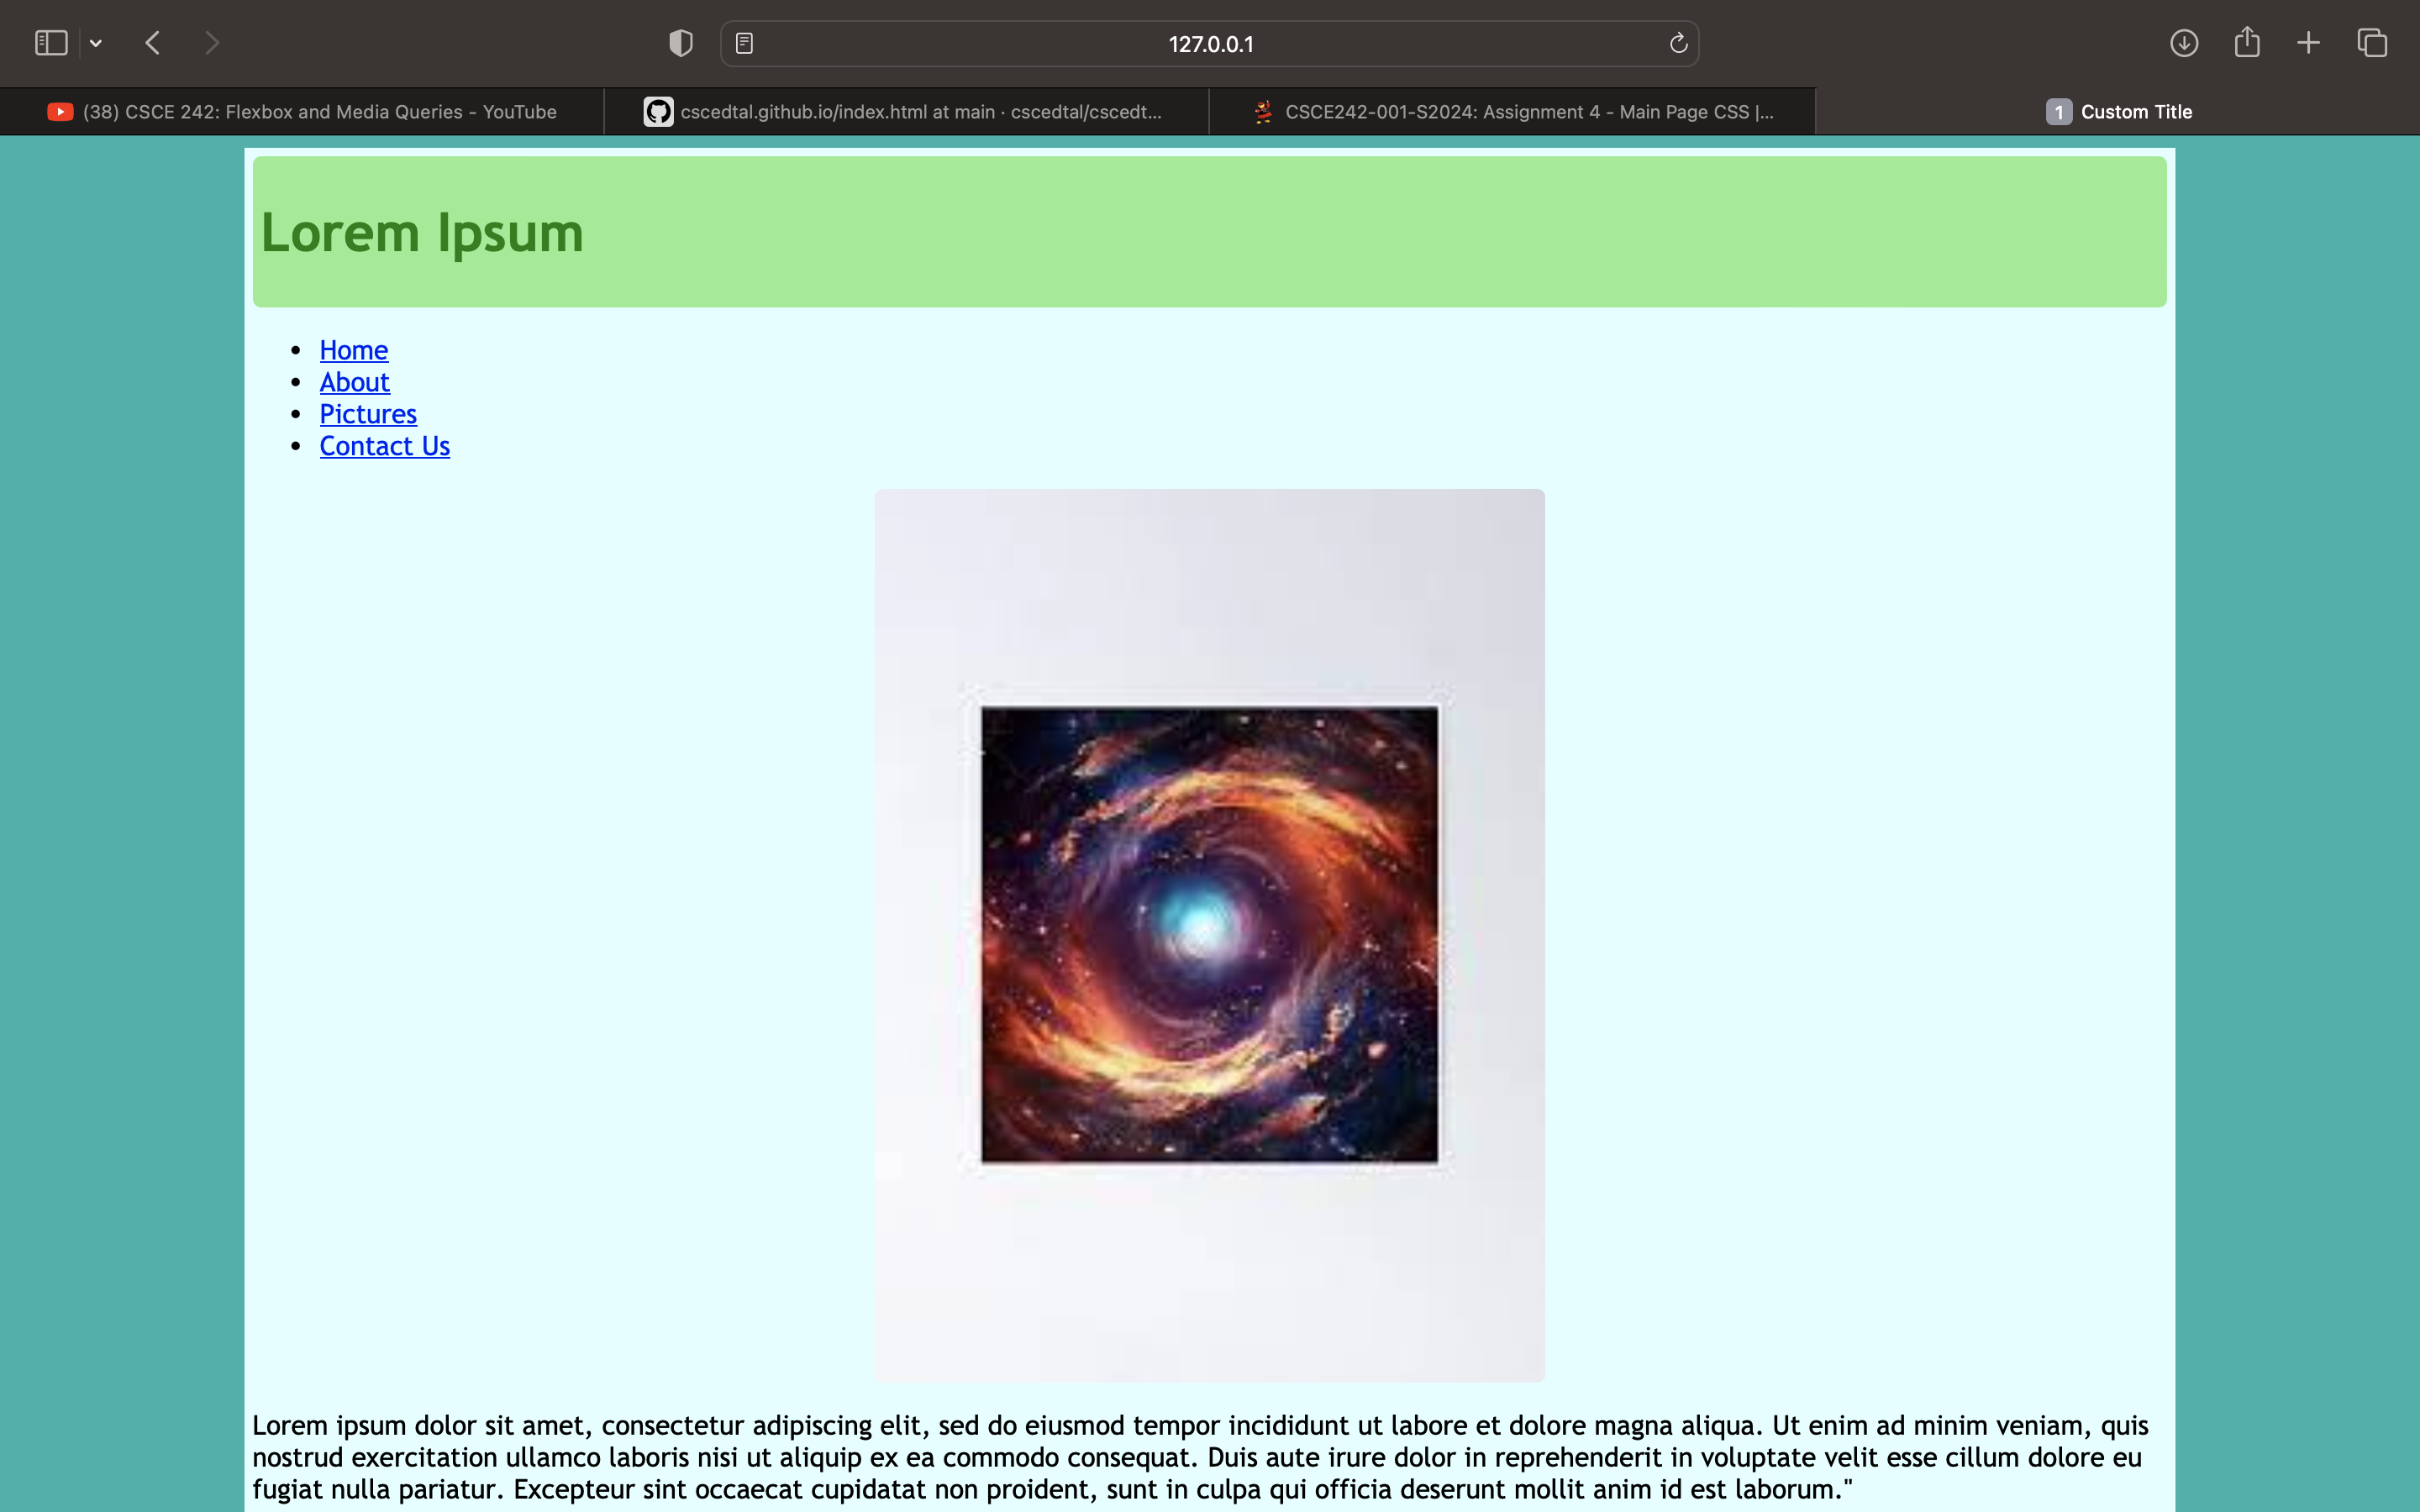 127.0.0.1
(38) CSCE 242: Flexbox and Media Queries - YouTube
cscedtal.github.io/index.html at main · cscedtal/cscedt...
CSCE242-001-S2024: Assignment 4 - Main Page CSS |...
1 Custom Title
Lorem Ipsum
• Home
• About
• Pictures
• Contact Us
Lorem ipsum dolor sit amet, consectetur adipiscing elit, sed do eiusmod tempor incididunt ut labore et dolore magna aliqua. Ut enim ad minim veniam, quis
nostrud exercitation ullamco laboris nisi ut aliquip ex ea commodo consequat. Duis aute irure dolor in reprehenderit in voluptate velit esse cillum dolore eu
fugiat nulla pariatur. Excepteur sint occaecat cupidatat non proident, sunt in culpa qui officia deserunt mollit anim id est laborum."